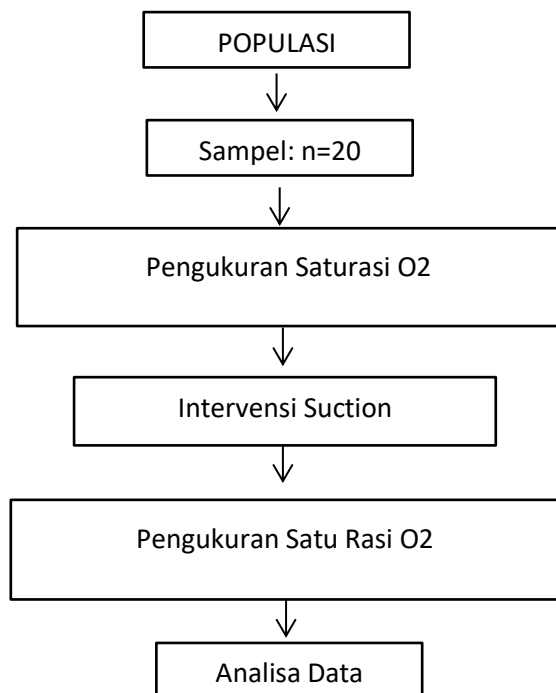 POPULASI
Sampel: n=20
Pengukuran Saturasi O2
Intervensi Suction
Pengukuran Satu Rasi O2
Analisa Data